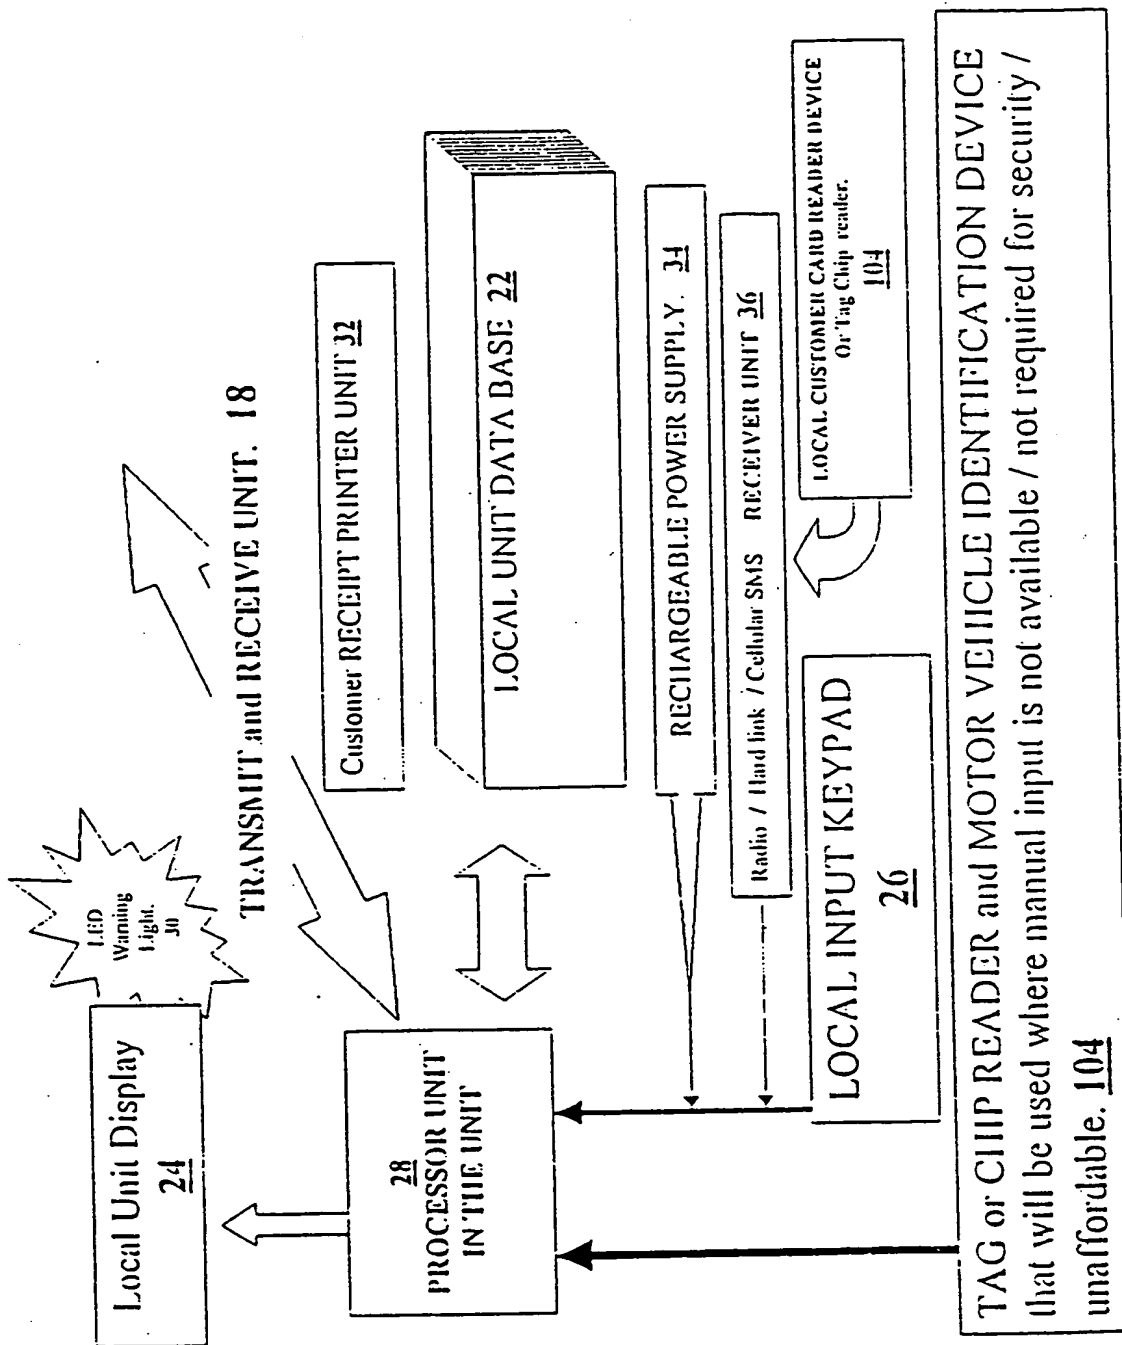 Local Unit Display
24
LED
Warning
Light.
30
TRANSMIT and RECEIVE UNIT. 18
28
PROCESSOR UNIT
IN THE UNIT
Customer RECEIPT PRINTER UNIT 32
LOCAL UNIT DATA BASE 22
RECHARGEABLE POWER SUPPLY. 34
Radio / Hard link / Cellular SMS RECEIVER UNIT 36
LOCAL INPUT KEYPAD
26
LOCAL CUSTOMER CARD READER DEVICE
Or Tag Chip reader.
104
TAG or CHIP READER and MOTOR VEHICLE IDENTIFICATION DEVICE
that will be used where manual input is not available / not required for security /
unaffordable. 104